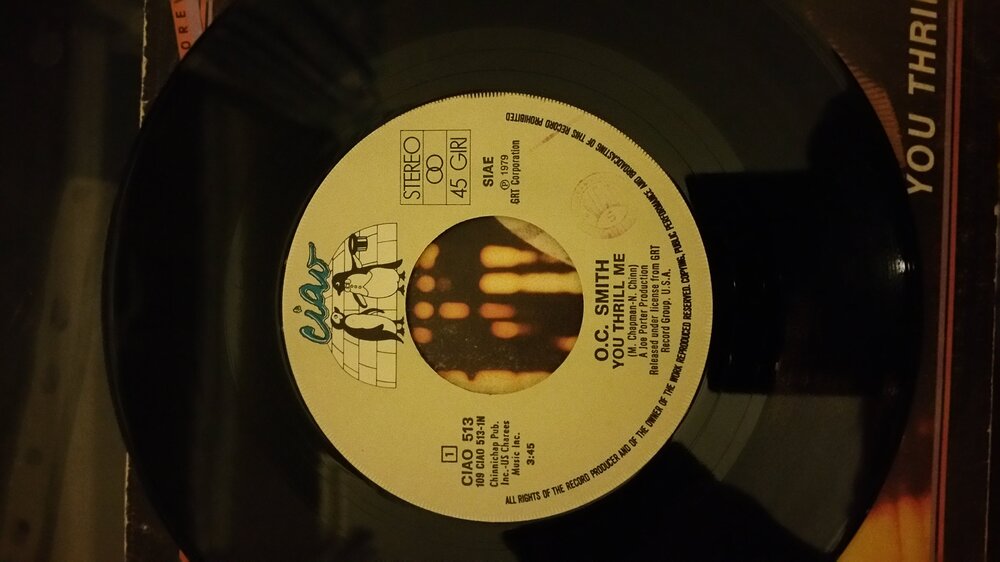 ciao
STEREO
45 GIRI
SIAE
℗ 1979
GRT Corporation
1
CIAO 513
109 CIAO 513-1N
Chinnichap Pub.
Inc.-US Charees
Music Inc.
3:45
O.C. SMITH
YOU THRILL ME
(M. Chapman-N. Chinn)
A Joe Porter Production
Released under license from GRT
Record Group, U.S.A.
ALL RIGHTS OF THE RECORD PRODUCER AND OF THE OWNER OF THE WORK REPRODUCED RESERVED. COPYING, PUBLIC PERFORMANCE AND BROADCASTING OF THIS RECORD PROHIBITED
YOU THRIL